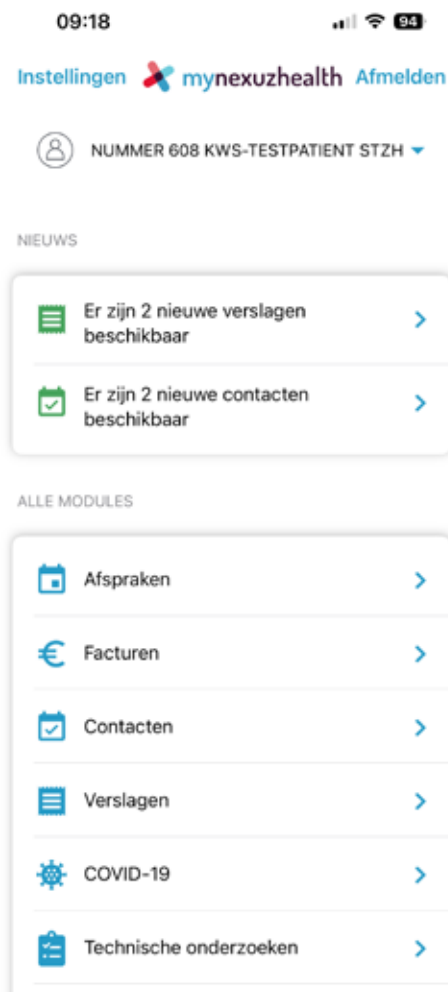 09:18 94
Instellingen mynexuzhealth Afmelden
NUMMER 608 KWS-TESTPATIENT STZH
NIEUWS
Er zijn 2 nieuwe verslagen
beschikbaar
Er zijn 2 nieuwe contacten
beschikbaar
ALLE MODULES
Afspraken
Facturen
Contacten
Verslagen
COVID-19
Technische onderzoeken